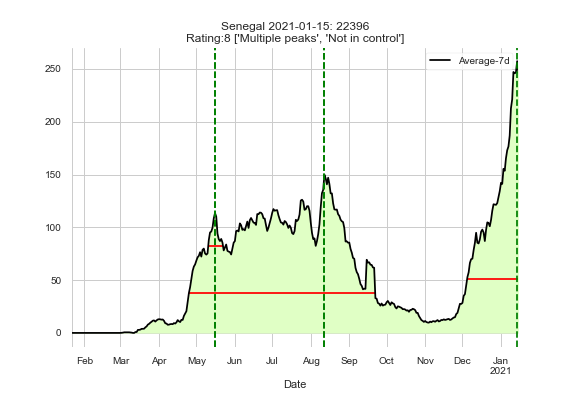 Senegal 2021-01-15: 22396
Rating:8 ['Multiple peaks', 'Not in control']
Average-7d
250
200
150
100
50
0
Feb Mar Apr May Jun Jul Aug Sep Oct Nov Dec Jan
2021
Date